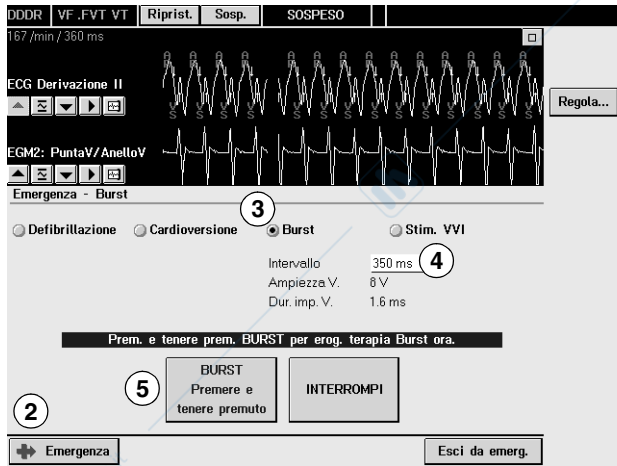 DDDR VF .FVT VT Riprist. Sosp. SOSPESO
167 /min / 360 ms
ECG Derivazione II
Regola...
EGM2: PuntaV/AnelloV
Emergenza - Burst
3
Defibrillazione Cardioversione Burst Stim. VVI
Intervallo 350 ms 4
Ampiezza V. 8 V
Dur. imp. V. 1.6 ms
Prem. e tenere prem. BURST per erog. terapia Burst ora.
5
BURST
Premere e
tenere premuto
INTERROMPI
2
Emergenza Esci da emerg.